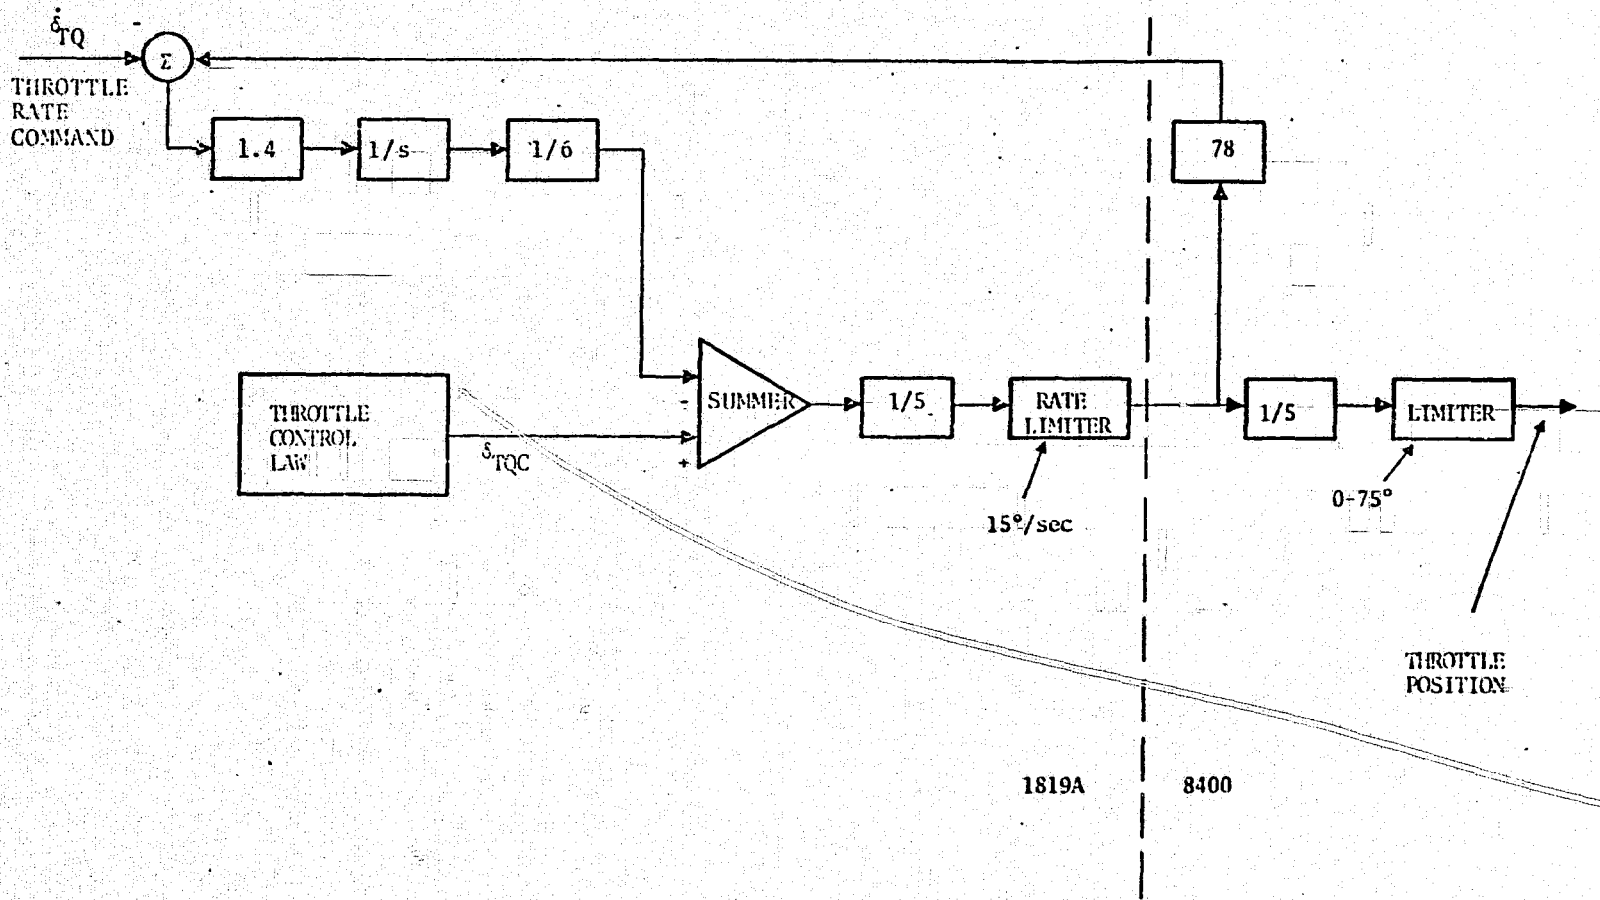 δ̇TQ
-
Σ
THROTTLE
RATE
COMMAND
1.4
1/s
1/6
78
THROTTLE
CONTROL
LAW
δTQC
-
+
SUMMER
1/5
RATE
LIMITER
15°/sec
1/5
LIMITER
0-75°
THROTTLE
POSITION
1819A
8400